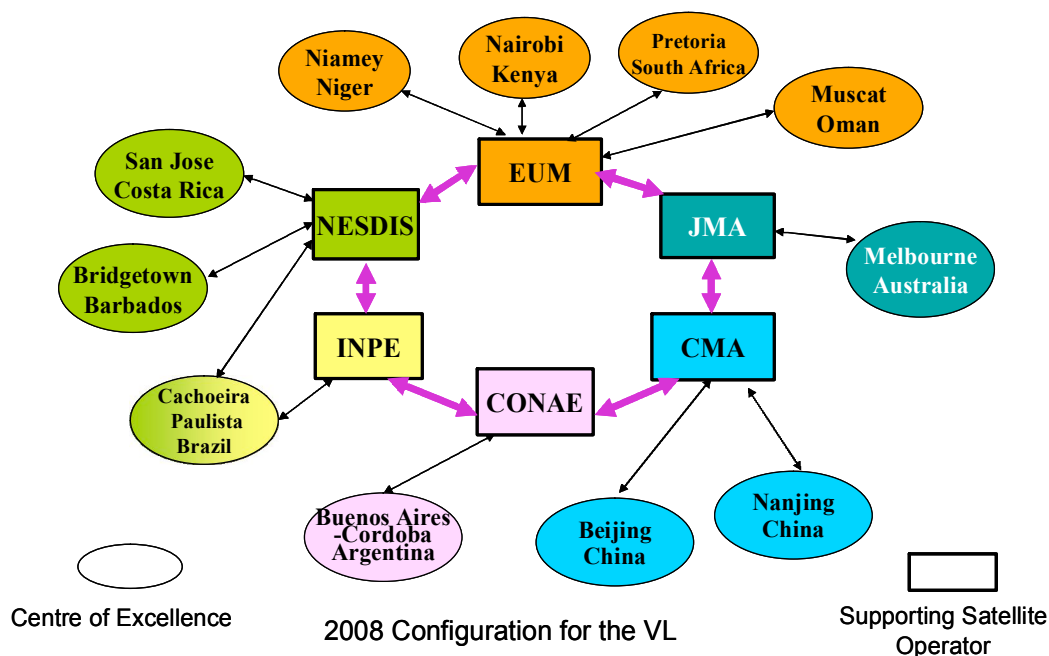 Niamey
Niger
Nairobi
Kenya
Pretoria
South Africa
Muscat
Oman
San Jose
Costa Rica
EUM
NESDIS
JMA
Bridgetown
Barbados
Melbourne
Australia
INPE
CMA
Cachoeira
Paulista
Brazil
CONAE
Buenos Aires
-Cordoba
Argentina
Beijing
China
Nanjing
China
Centre of Excellence
2008 Configuration for the VL
Supporting Satellite
Operator